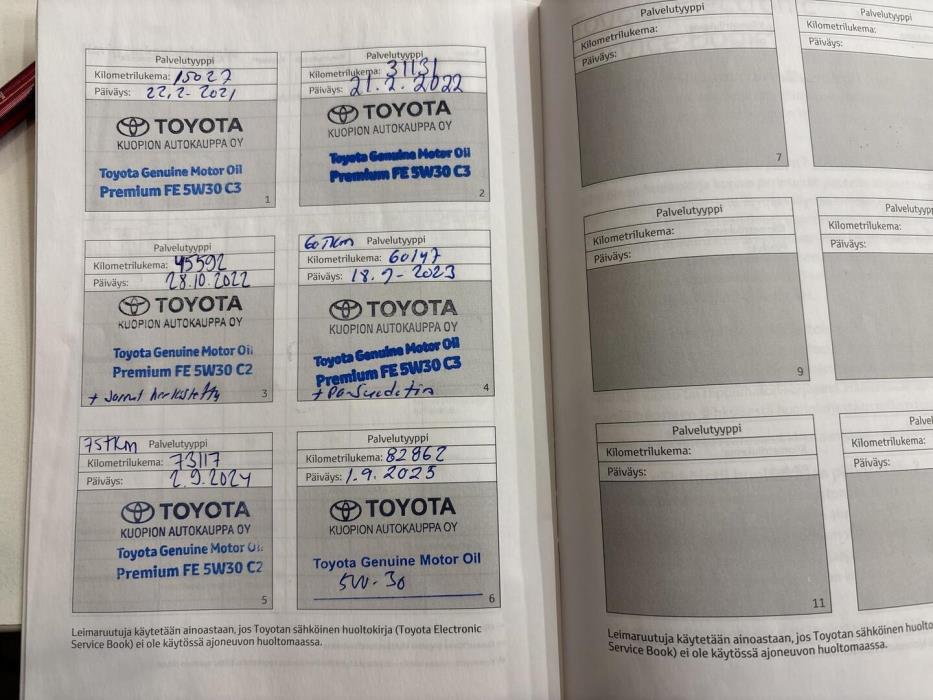 Palvelutyyppi
Kilometrilukema: 15027
Päiväys: 22.2-2021
TOYOTA
KUOPION AUTOKAUPPA OY
Toyota Genuine Motor Oil
Premium FE 5W30 C3
1
Palvelutyyppi
Kilometrilukema: 31131
Päiväys: 21.2.2022
TOYOTA
KUOPION AUTOKAUPPA OY
Toyota Genuine Motor Oil
Premium FE 5W30 C3
2
Palvelutyyppi
Kilometrilukema: 45592
Päiväys: 28.10.2022
TOYOTA
KUOPION AUTOKAUPPA OY
Toyota Genuine Motor Oil
Premium FE 5W30 C2
+ Jarrut
3
60Tkm Palvelutyyppi
Kilometrilukema: 60147
Päiväys: 18.9-2023
TOYOTA
KUOPION AUTOKAUPPA OY
Toyota Genuine Motor Oil
Premium FE 5W30 C3
4
75Tkm Palvelutyyppi
Kilometrilukema: 73117
Päiväys: 2.9.2024
TOYOTA
KUOPION AUTOKAUPPA OY
Toyota Genuine Motor Oil
Premium FE 5W30 C2
5
Palvelutyyppi
Kilometrilukema: 82862
Päiväys: 1.9.2025
TOYOTA
KUOPION AUTOKAUPPA OY
Toyota Genuine Motor Oil
5W-30
6
Leimaruutuja käytetään ainoastaan, jos Toyotan sähköinen huoltokirja (Toyota Electronic
Service Book) ei ole käytössä ajoneuvon huoltomaassa.
Palvelutyyppi
Kilometrilukema:
Päiväys:
7
Palvelutyyppi
Kilometrilukema:
Päiväys:
Palvelutyyppi
Kilometrilukema:
Päiväys:
9
Palvelutyyp
Kilometrilukema:
Päiväys:
Palvelutyyppi
Kilometrilukema:
Päiväys:
11
Palvel
Kilometrilukema:
Päiväys:
Leimaruutuja käytetään ainoastaan, jos Toyotan sähköinen huolto
Service Book) ei ole käytössä ajoneuvon huoltomaassa.